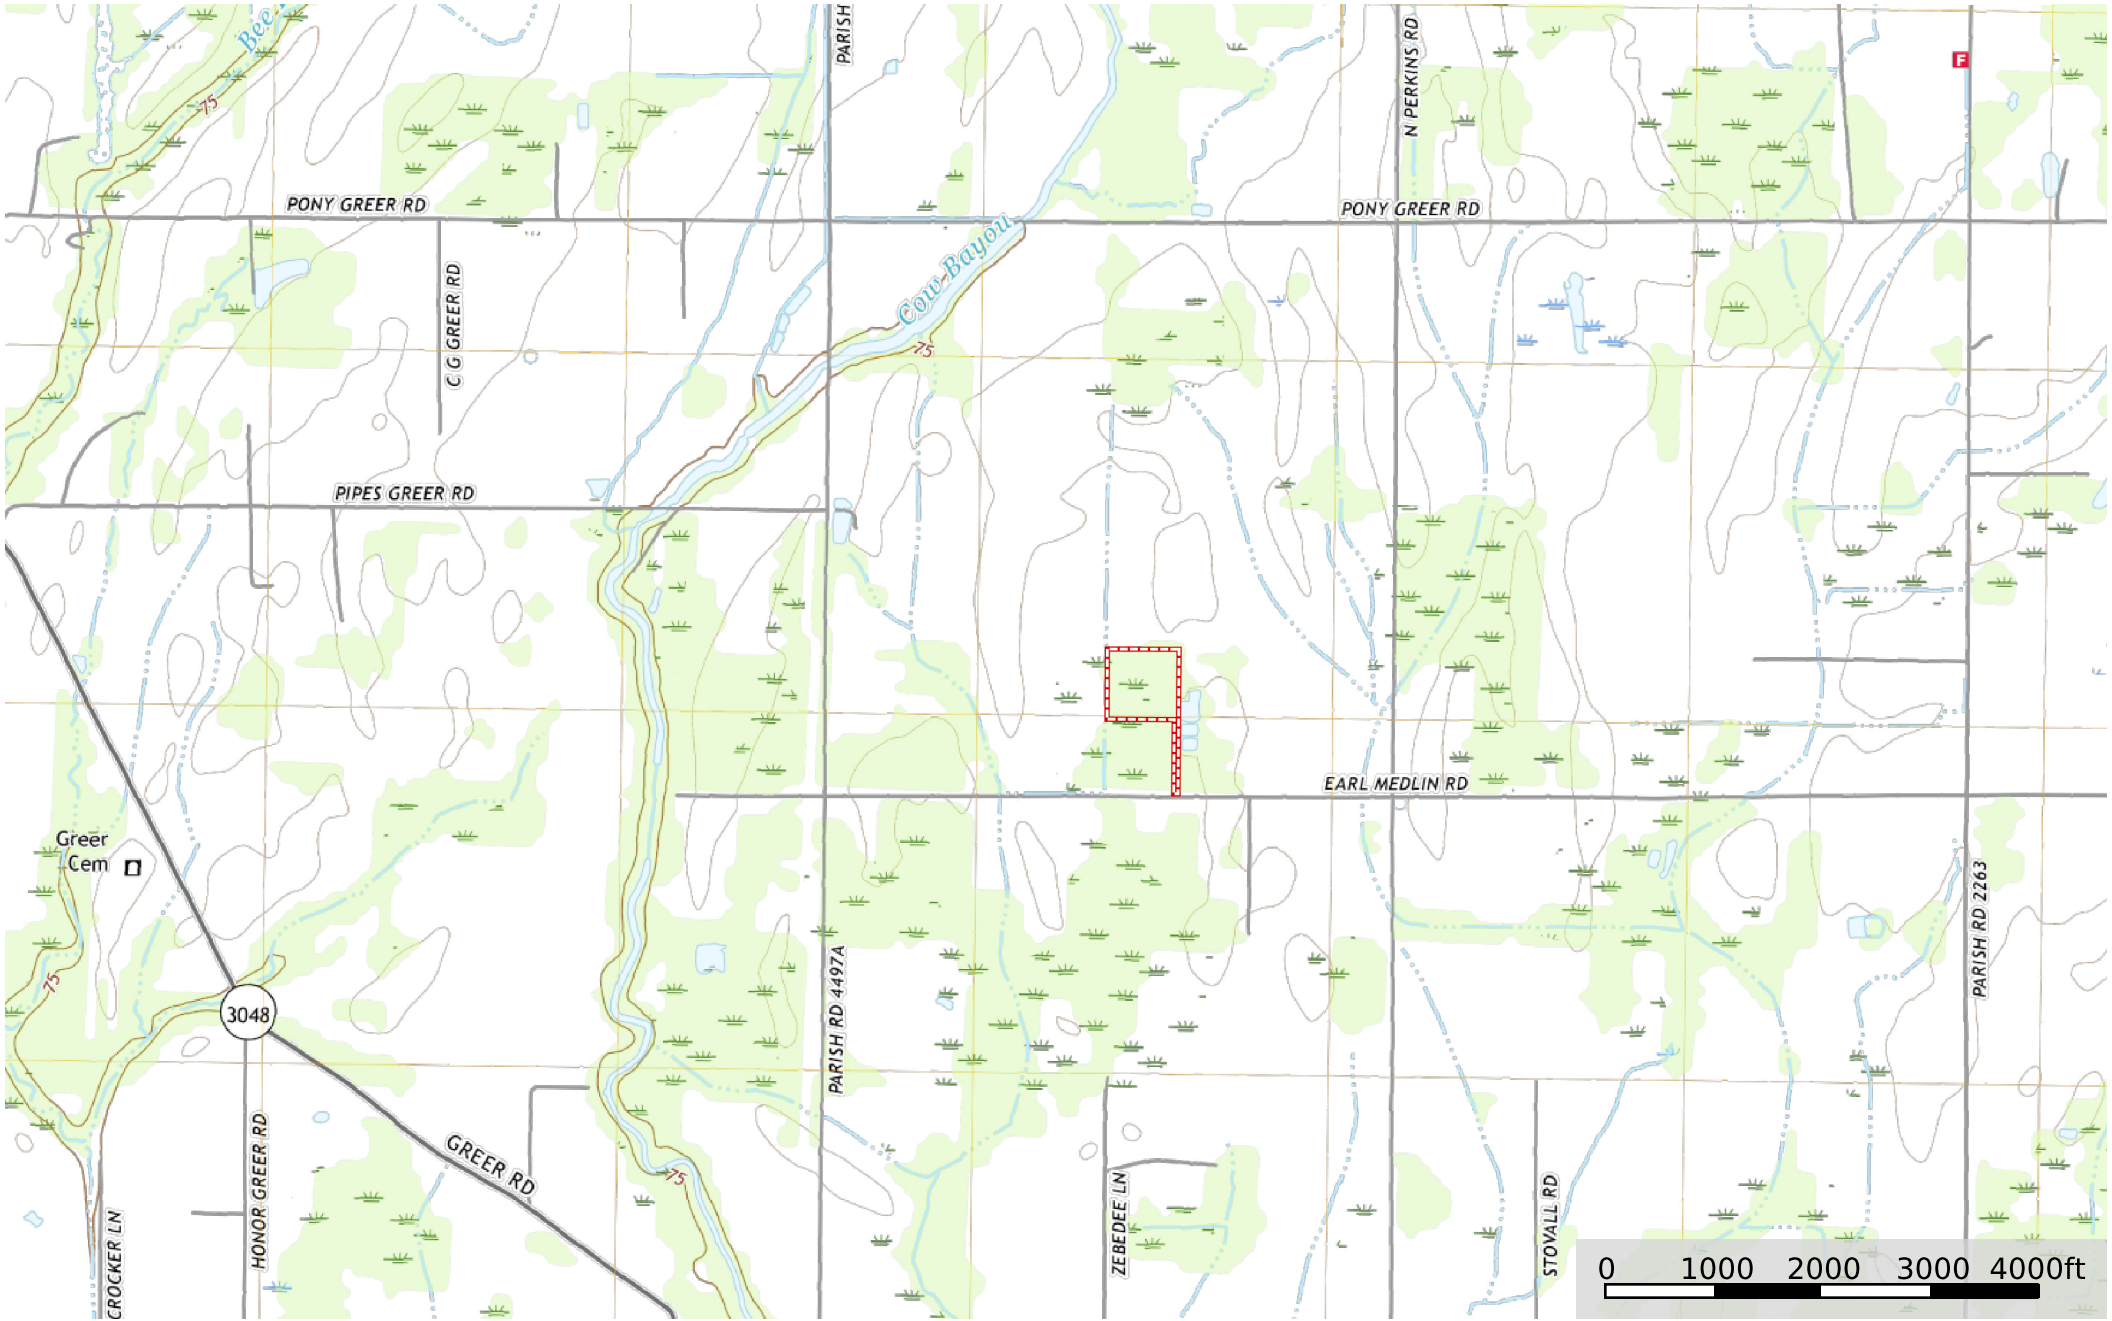 Bee
PARISH
N PERKINS RD
F
75
PONY GREER RD
PONY GREER RD
C G GREER RD
Cow Bayou
75
PIPES GREER RD
EARL MEDLIN RD
Greer
Cem
PARISH RD 2263
PARISH RD 4497A
75
3048
HONOR GREER RD
GREER RD
75
ZEBEDEE LN
STOVALL RD
CROCKER LN
0 1000 2000 3000 4000ft